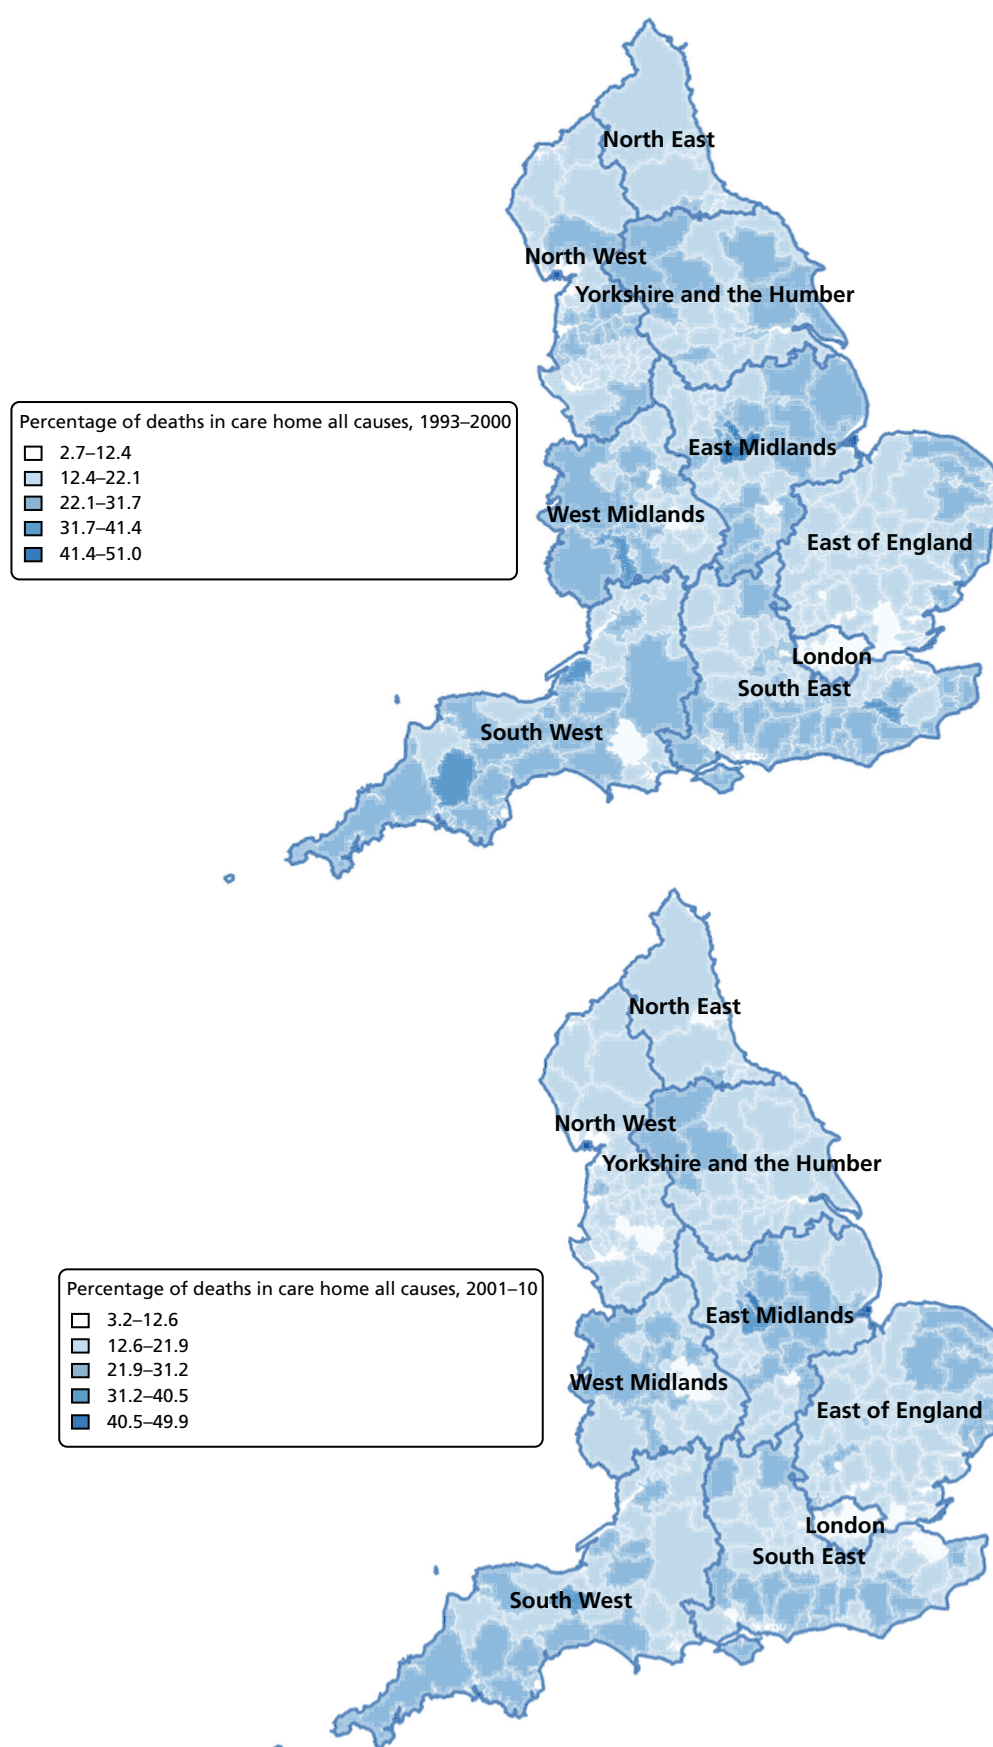 North East
North West
Yorkshire and the Humber
Percentage of deaths in care home all causes, 1993–2000
2.7–12.4
12.4–22.1
22.1–31.7
31.7–41.4
41.4–51.0
East Midlands
West Midlands
East of England
London
South East
South West
North East
North West
Yorkshire and the Humber
Percentage of deaths in care home all causes, 2001–10
3.2–12.6
12.6–21.9
21.9–31.2
31.2–40.5
40.5–49.9
East Midlands
West Midlands
East of England
London
South East
South West